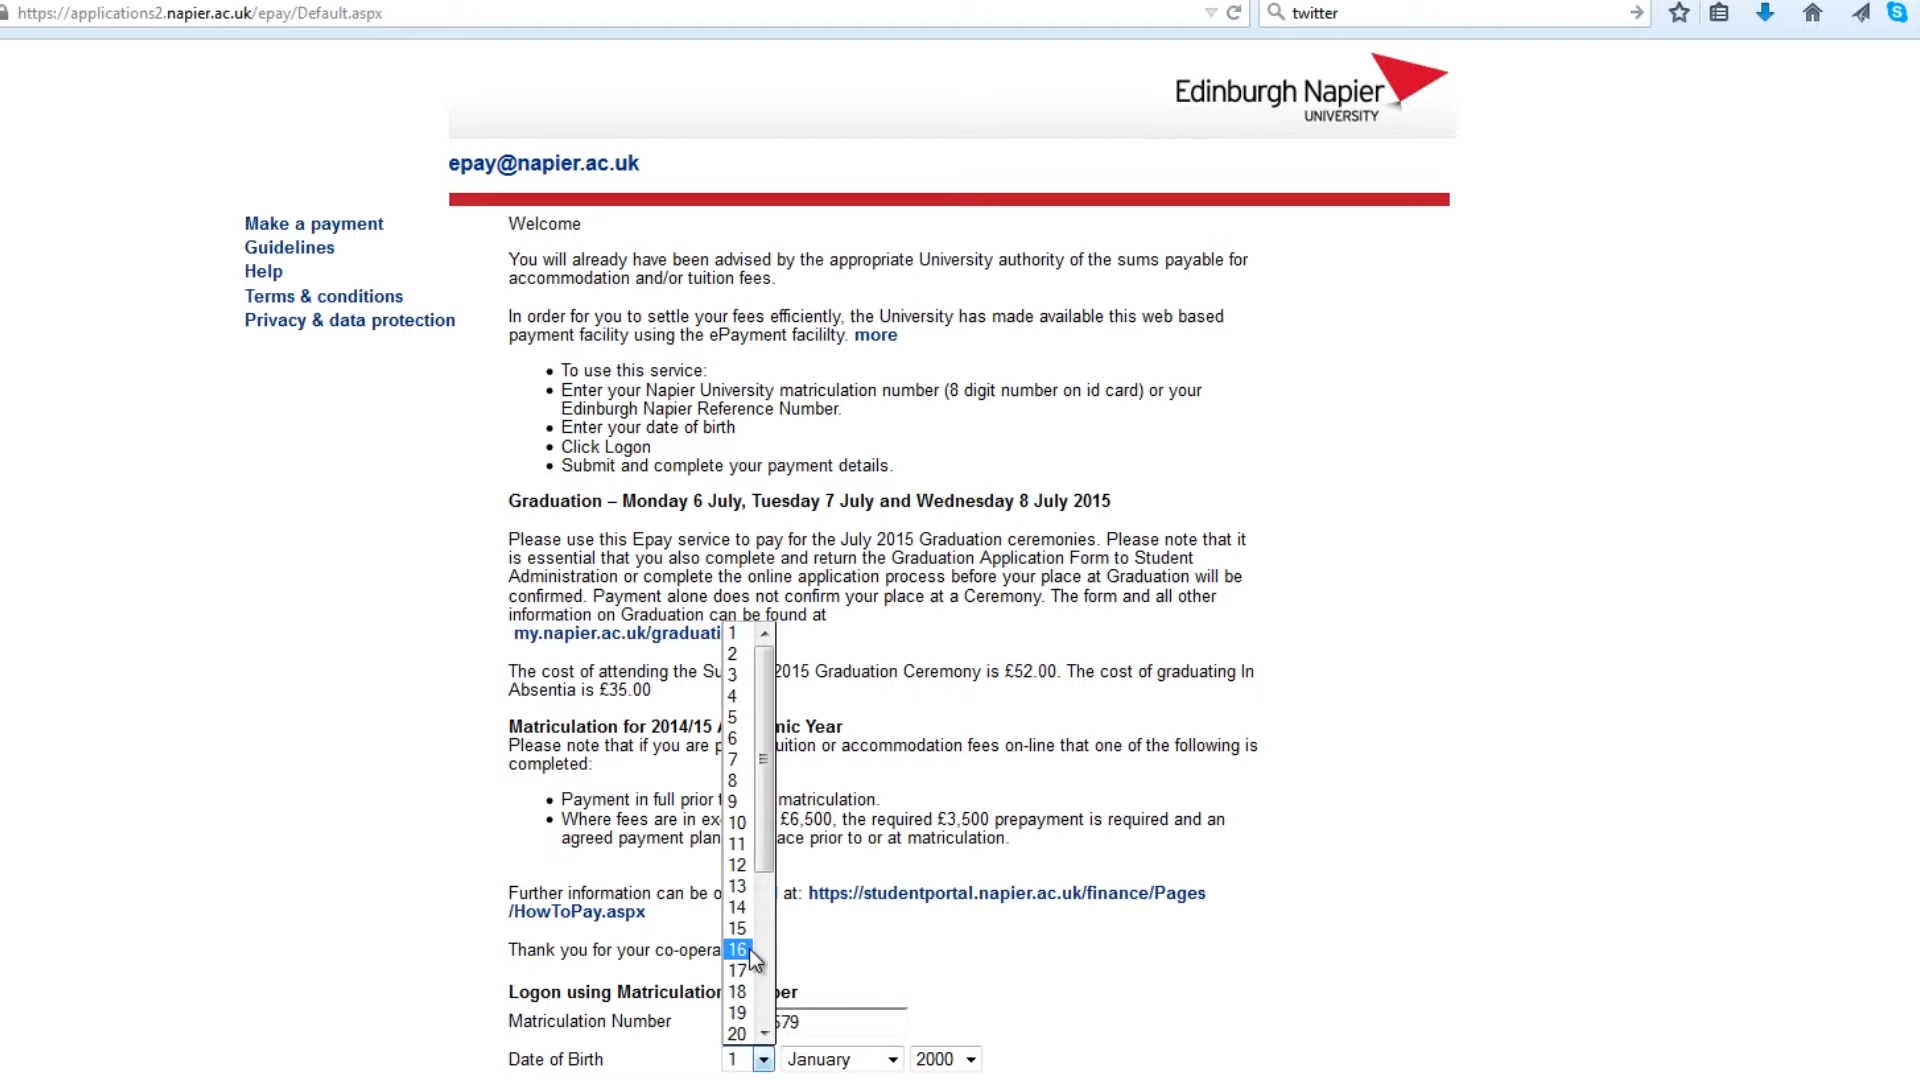 https://applications2.napier.ac.uk/epay/Default.aspx
twitter
Edinburgh Napier
UNIVERSITY
epay@napier.ac.uk
Make a payment
Guidelines
Help
Terms & conditions
Privacy & data protection
Welcome
You will already have been advised by the appropriate University authority of the sums payable for
accommodation and/or tuition fees.
In order for you to settle your fees efficiently, the University has made available this web based
payment facility using the ePayment facililty. more
• To use this service:
• Enter your Napier University matriculation number (8 digit number on id card) or your
Edinburgh Napier Reference Number.
• Enter your date of birth
• Click Logon
• Submit and complete your payment details.
Graduation – Monday 6 July, Tuesday 7 July and Wednesday 8 July 2015
Please use this Epay service to pay for the July 2015 Graduation ceremonies. Please note that it
is essential that you also complete and return the Graduation Application Form to Student
Administration or complete the online application process before your place at Graduation will be
confirmed. Payment alone does not confirm your place at a Ceremony. The form and all other
information on Graduation can be found at
my.napier.ac.uk/graduati
The cost of attending the Su 2015 Graduation Ceremony is £52.00. The cost of graduating In
Absentia is £35.00
Matriculation for 2014/15 A mic Year
Please note that if you are p uition or accommodation fees on-line that one of the following is
completed:
• Payment in full prior t matriculation.
• Where fees are in ex £6,500, the required £3,500 prepayment is required and an
agreed payment plan ace prior to or at matriculation.
Further information can be o at: https://studentportal.napier.ac.uk/finance/Pages
/HowToPay.aspx
Thank you for your co-opera
Logon using Matriculation ber
Matriculation Number 579
Date of Birth 1 January 2000
1
2
3
4
5
6
7
8
9
10
11
12
13
14
15
16
17
18
19
20